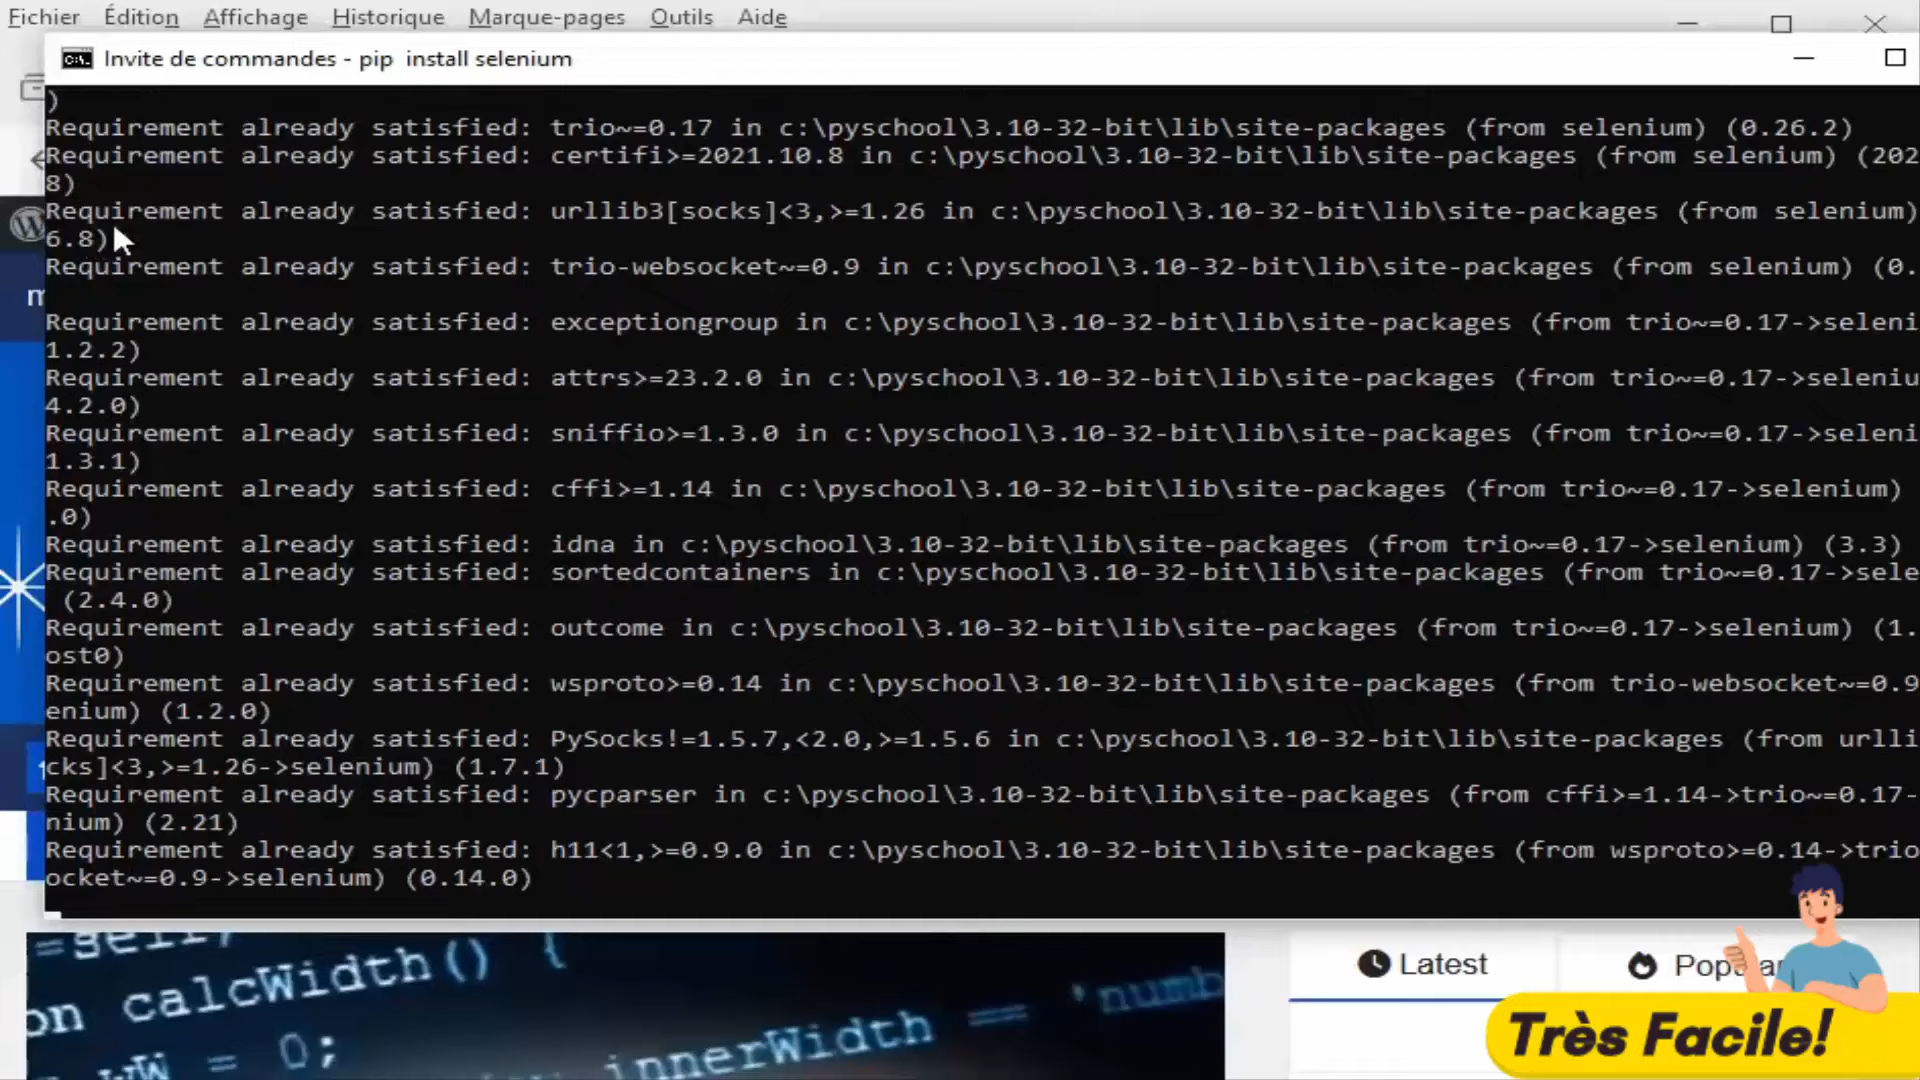 Fichier Édition Affichage Historique Marque-pages Outils Aide
Invite de commandes - pip install selenium
)
Requirement already satisfied: trio~=0.17 in c:\pyschool\3.10-32-bit\lib\site-packages (from selenium) (0.26.2)
Requirement already satisfied: certifi>=2021.10.8 in c:\pyschool\3.10-32-bit\lib\site-packages (from selenium) (202
8)
Requirement already satisfied: urllib3[socks]<3,>=1.26 in c:\pyschool\3.10-32-bit\lib\site-packages (from selenium)
6.8)
Requirement already satisfied: trio-websocket~=0.9 in c:\pyschool\3.10-32-bit\lib\site-packages (from selenium) (0.
Requirement already satisfied: exceptiongroup in c:\pyschool\3.10-32-bit\lib\site-packages (from trio~=0.17->seleni
1.2.2)
Requirement already satisfied: attrs>=23.2.0 in c:\pyschool\3.10-32-bit\lib\site-packages (from trio~=0.17->seleniu
4.2.0)
Requirement already satisfied: sniffio>=1.3.0 in c:\pyschool\3.10-32-bit\lib\site-packages (from trio~=0.17->seleni
1.3.1)
Requirement already satisfied: cffi>=1.14 in c:\pyschool\3.10-32-bit\lib\site-packages (from trio~=0.17->selenium)
.0)
Requirement already satisfied: idna in c:\pyschool\3.10-32-bit\lib\site-packages (from trio~=0.17->selenium) (3.3)
Requirement already satisfied: sortedcontainers in c:\pyschool\3.10-32-bit\lib\site-packages (from trio~=0.17->sele
(2.4.0)
Requirement already satisfied: outcome in c:\pyschool\3.10-32-bit\lib\site-packages (from trio~=0.17->selenium) (1.
ost0)
Requirement already satisfied: wsproto>=0.14 in c:\pyschool\3.10-32-bit\lib\site-packages (from trio-websocket~=0.9
enium) (1.2.0)
Requirement already satisfied: PySocks!=1.5.7,<2.0,>=1.5.6 in c:\pyschool\3.10-32-bit\lib\site-packages (from urlli
cks]<3,>=1.26->selenium) (1.7.1)
Requirement already satisfied: pycparser in c:\pyschool\3.10-32-bit\lib\site-packages (from cffi>=1.14->trio~=0.17-
nium) (2.21)
Requirement already satisfied: h11<1,>=0.9.0 in c:\pyschool\3.10-32-bit\lib\site-packages (from wsproto>=0.14->trio
ocket~=0.9->selenium) (0.14.0)
=self,
on calcWidth() {
wW = 0;
innerWidth == 'numb
Latest
Très Facile!